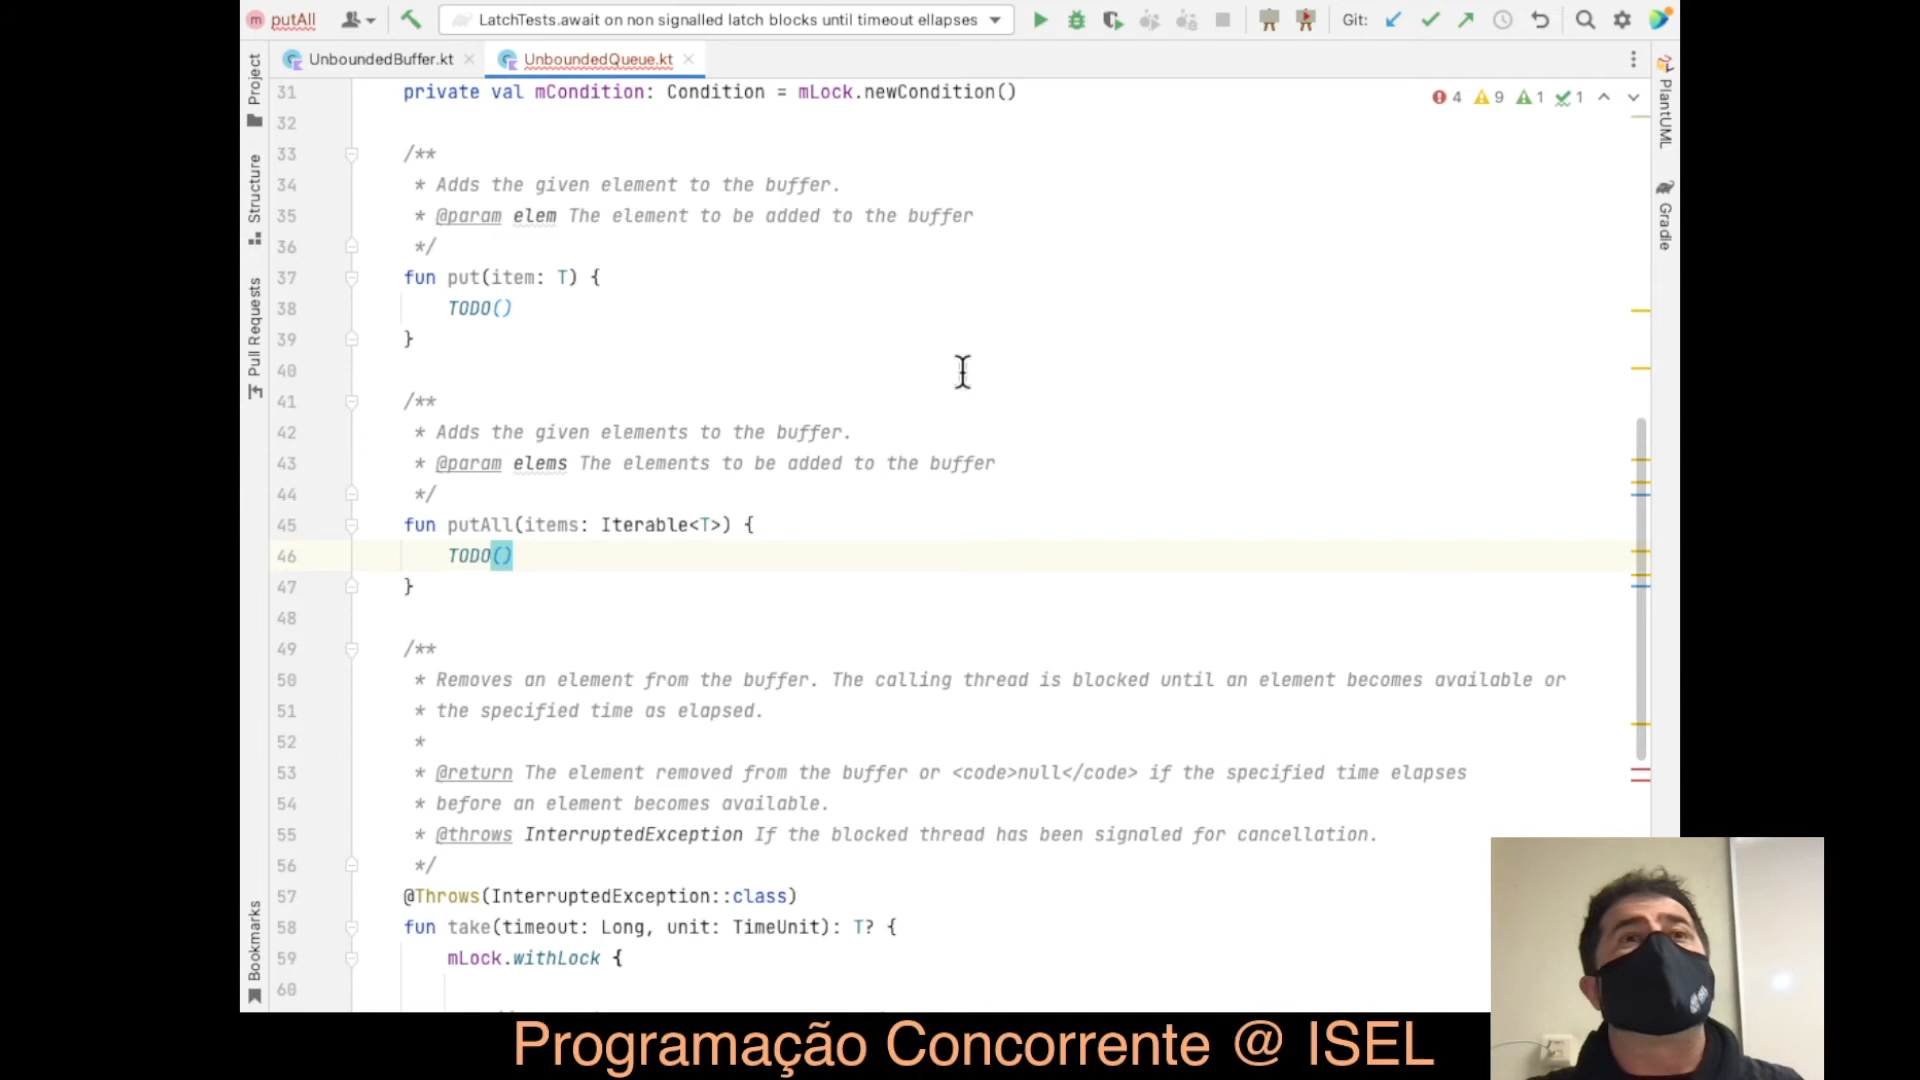 putAll
LatchTests.await on non signalled latch blocks until timeout ellapses
Git:
UnboundedBuffer.kt
UnboundedQueue.kt
Project
Structure
Pull Requests
Bookmarks
PlantUML
Gradle
4 9 1 1
31 private val mCondition: Condition = mLock.newCondition()
32
33 /**
34 * Adds the given element to the buffer.
35 * @param elem The element to be added to the buffer
36 */
37 fun put(item: T) {
38 TODO()
39 }
40
41 /**
42 * Adds the given elements to the buffer.
43 * @param elems The elements to be added to the buffer
44 */
45 fun putAll(items: Iterable<T>) {
46 TODO()
47 }
48
49 /**
50 * Removes an element from the buffer. The calling thread is blocked until an element becomes available or
51 * the specified time as elapsed.
52 *
53 * @return The element removed from the buffer or <code>null</code> if the specified time elapses
54 * before an element becomes available.
55 * @throws InterruptedException If the blocked thread has been signaled for cancellation.
56 */
57 @Throws(InterruptedException::class)
58 fun take(timeout: Long, unit: TimeUnit): T? {
59 mLock.withLock {
60
Programação Concorrente @ ISEL